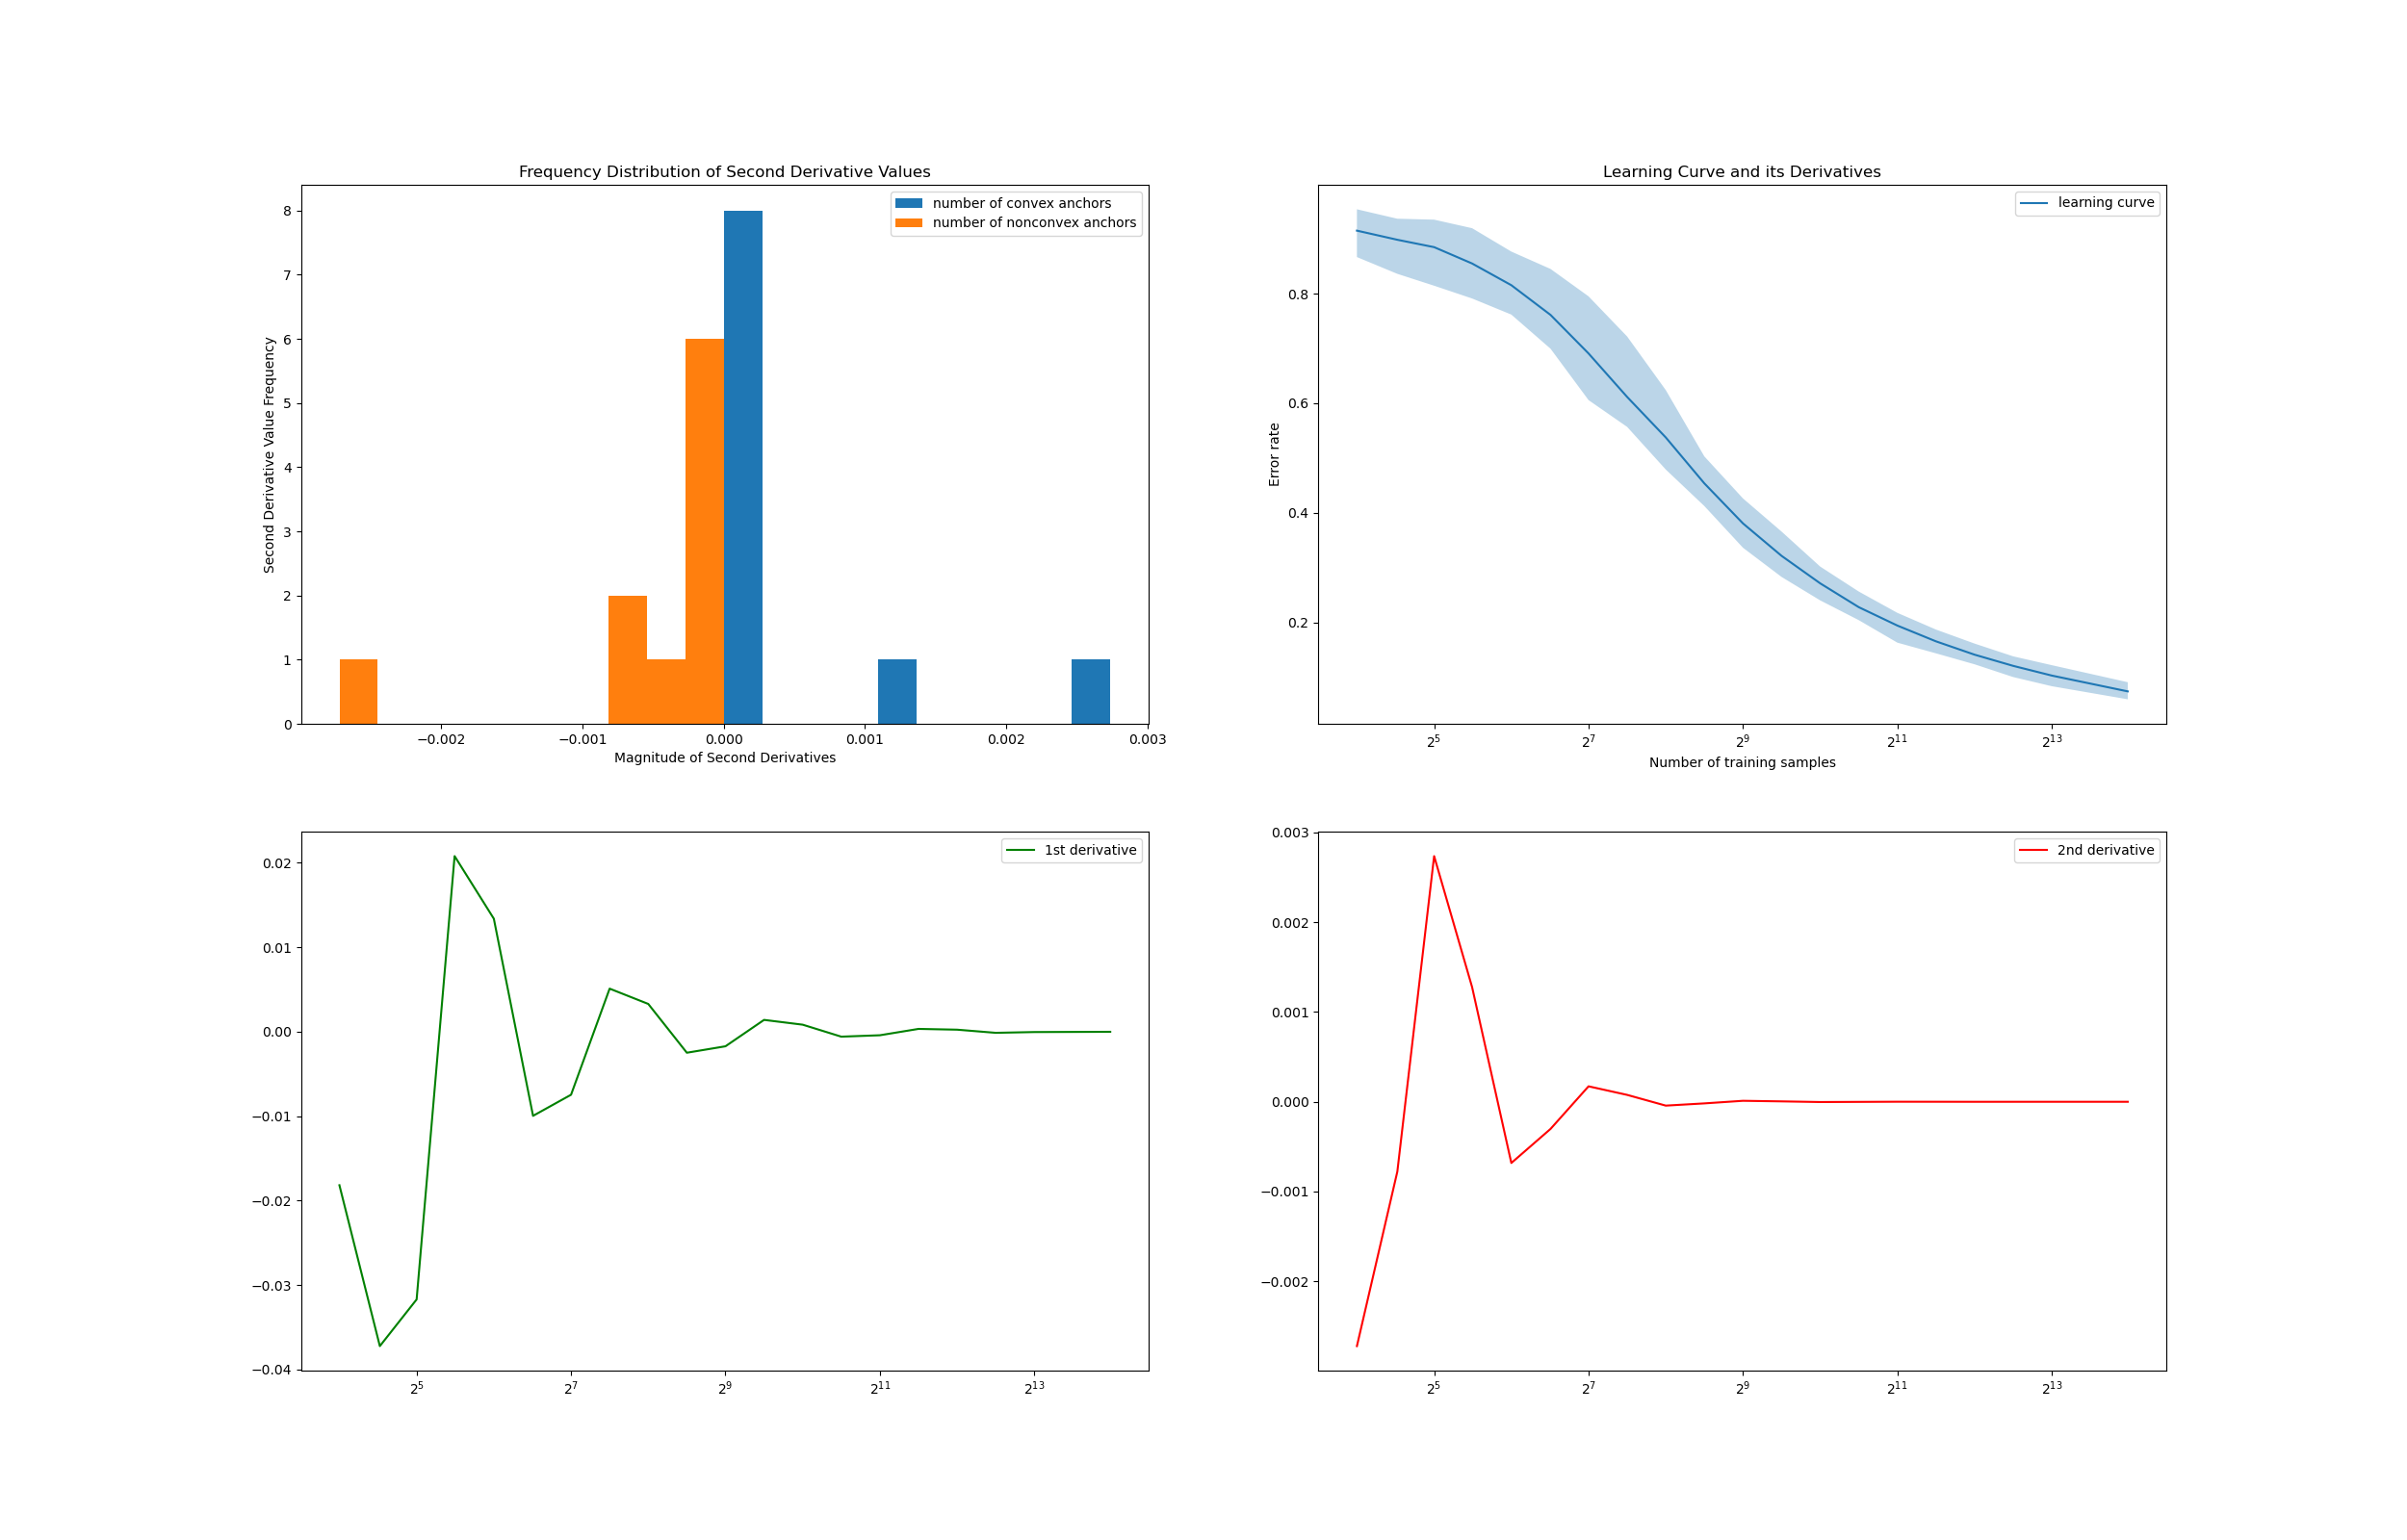 Frequency Distribution of Second Derivative Values
number of convex anchors
number of nonconvex anchors
8
7
6
5
4
3
2
1
0
Second Derivative Value Frequency
−0.002 −0.001 0.000 0.001 0.002 0.003
Magnitude of Second Derivatives
Learning Curve and its Derivatives
learning curve
0.8
0.6
0.4
0.2
Error rate
2^5 2^7 2^9 2^11 2^13
Number of training samples
1st derivative
0.02
0.01
0.00
−0.01
−0.02
−0.03
−0.04
2^5 2^7 2^9 2^11 2^13
2nd derivative
0.003
0.002
0.001
0.000
−0.001
−0.002
2^5 2^7 2^9 2^11 2^13